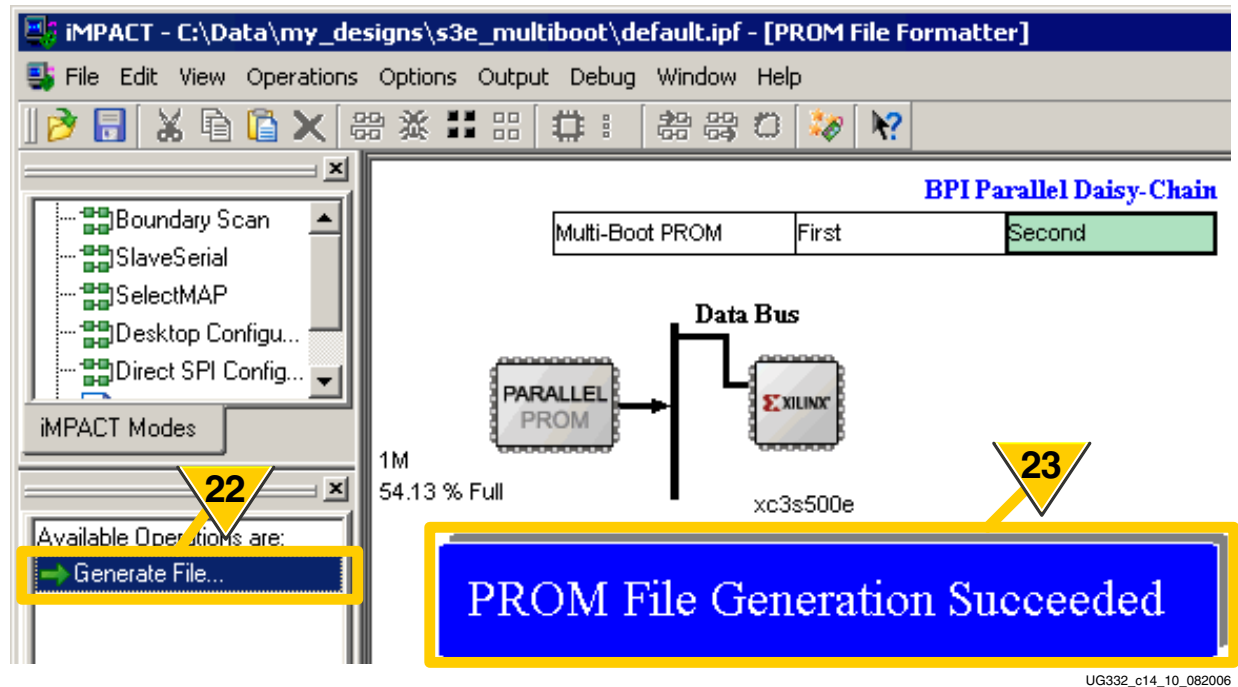 iMPACT - C:\Data\my_designs\s3e_multiboot\default.ipf - [PROM File Formatter]
File Edit View Operations Options Output Debug Window Help
BPI Parallel Daisy-Chain
Multi-Boot PROM First Second
Boundary Scan
SlaveSerial
SelectMAP
Desktop Configu...
Direct SPI Config...
iMPACT Modes
Data Bus
PARALLEL
PROM
XILINX
1M
54.13 % Full
xc3s500e
22
23
Available Operations are:
Generate File...
PROM File Generation Succeeded
UG332_c14_10_082006